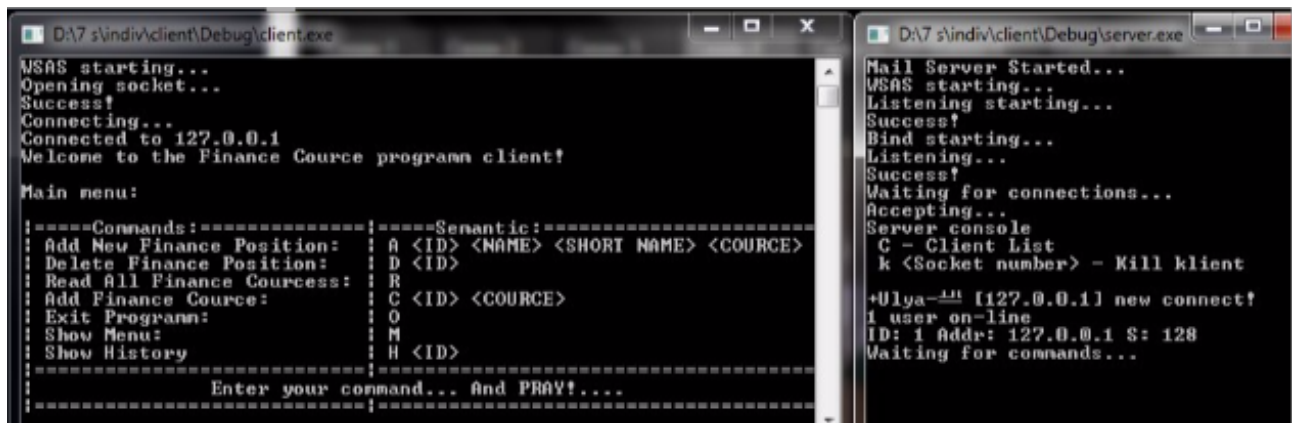 D:\7 s\indiv\client\Debug\client.exe
WSAS starting...
Opening socket...
Success!
Connecting...
Connected to 127.0.0.1
Welcome to the Finance Cource programm client!
Main menu:
|=====Commands:=============|=====Semantic:======================
| Add New Finance Position: | A <ID> <NAME> <SHORT NAME> <COURCE>
| Delete Finance Position: | D <ID>
| Read All Finance Courcess: | R
| Add Finance Cource: | C <ID> <COURCE>
| Exit Programm: | O
| Show Menu: | M
| Show History | H <ID>
Enter your command... And PRAY!....
D:\7 s\indiv\client\Debug\server.exe
Mail Server Started...
WSAS starting...
Listening starting...
Success!
Bind starting...
Listening...
Success!
Waiting for connections...
Accepting...
Server console
C - Client List
k <Socket number> - Kill klient
+Ulya- [127.0.0.1] new connect!
1 user on-line
ID: 1 Addr: 127.0.0.1 S: 128
Waiting for commands...